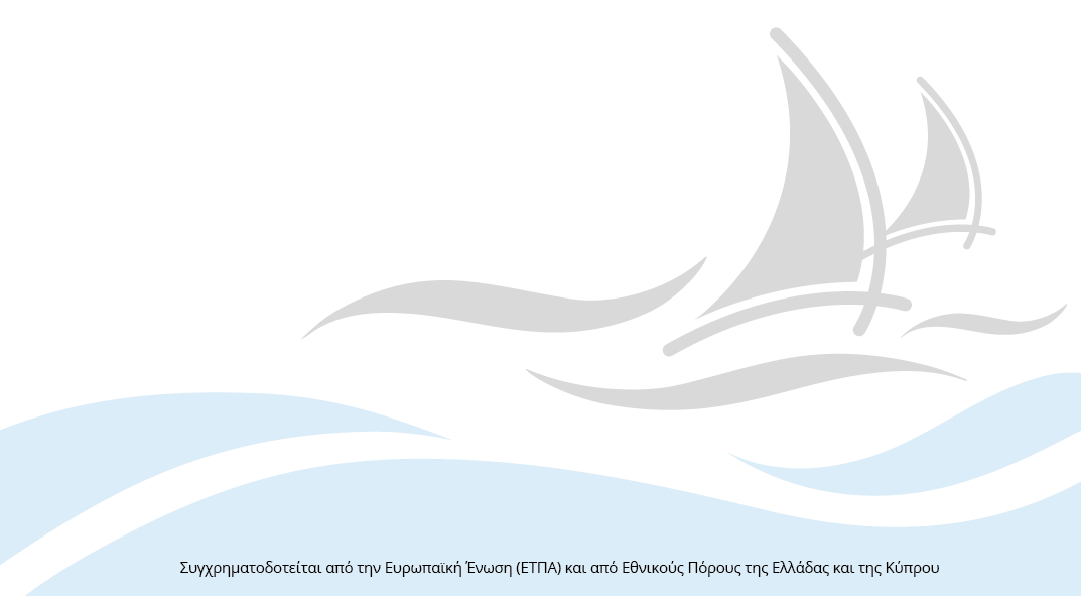 Συγχρηματοδοτείται από την Ευρωπαϊκή Ένωση (ΕΤΠΑ) και από Εθνικούς Πόρους της Ελλάδας και της Κύπρου